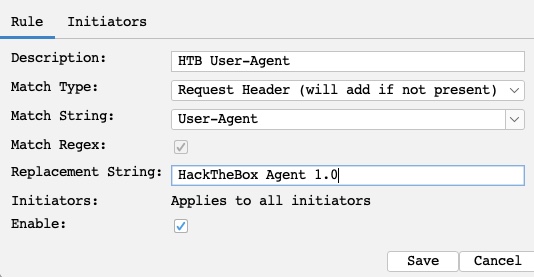 Rule Initiators
Description: HTB User-Agent
Match Type: Request Header (will add if not present)
Match String: User-Agent
Match Regex:
Replacement String: HackTheBox Agent 1.0
Initiators: Applies to all initiators
Enable:
Save Cancel